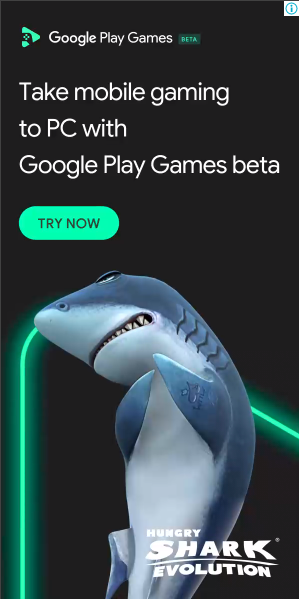 Google Play Games BETA
Take mobile gaming
to PC with
Google Play Games beta
TRY NOW
HUNGRY
SHARK®
EVOLUTION